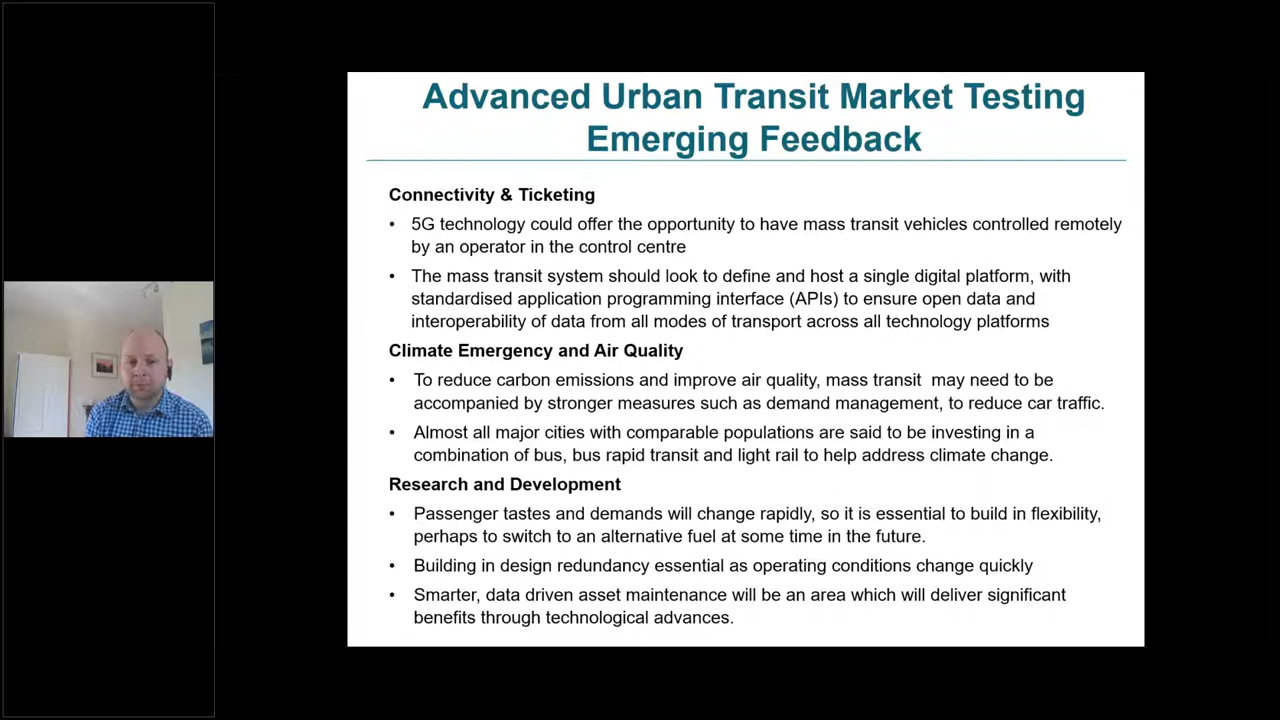 Advanced Urban Transit Market Testing
Emerging Feedback
Connectivity & Ticketing
• 5G technology could offer the opportunity to have mass transit vehicles controlled remotely
by an operator in the control centre
• The mass transit system should look to define and host a single digital platform, with
standardised application programming interface (APIs) to ensure open data and
interoperability of data from all modes of transport across all technology platforms
Climate Emergency and Air Quality
• To reduce carbon emissions and improve air quality, mass transit  may need to be
accompanied by stronger measures such as demand management, to reduce car traffic.
• Almost all major cities with comparable populations are said to be investing in a
combination of bus, bus rapid transit and light rail to help address climate change.
Research and Development
• Passenger tastes and demands will change rapidly, so it is essential to build in flexibility,
perhaps to switch to an alternative fuel at some time in the future.
• Building in design redundancy essential as operating conditions change quickly
• Smarter, data driven asset maintenance will be an area which will deliver significant
benefits through technological advances.